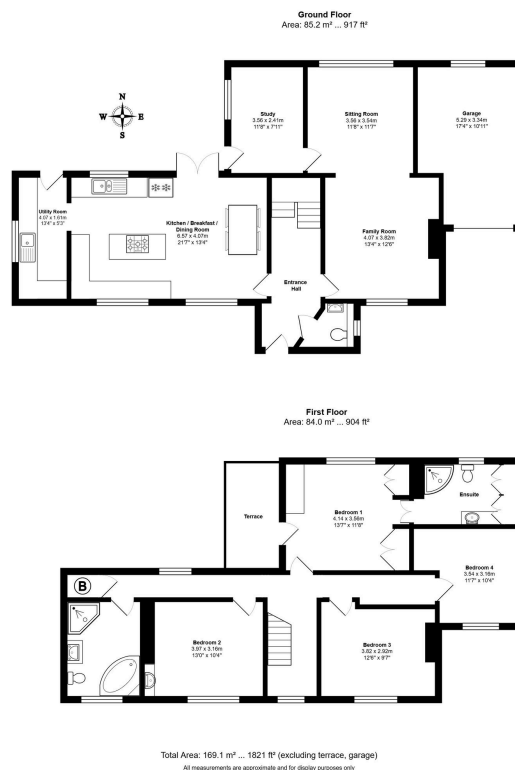 Ground Floor
Area: 85.2 m² ... 917 ft²
N
W E
S
Study
3.56 x 2.41m
11'8" x 7'11"
Sitting Room
3.56 x 3.54m
11'8" x 11'7"
Garage
5.29 x 3.34m
17'4" x 10'11"
Utility Room
4.07 x 1.61m
13'4" x 5'3"
Kitchen / Breakfast /
Dining Room
6.57 x 4.07m
21'7" x 13'4"
Family Room
4.07 x 3.82m
13'4" x 12'6"
Entrance
Hall
First Floor
Area: 84.0 m² ... 904 ft²
Terrace
Bedroom 1
4.14 x 3.56m
13'7" x 11'8"
Ensuite
Bedroom 4
3.54 x 3.16m
11'7" x 10'4"
B
Bedroom 2
3.97 x 3.16m
13'0" x 10'4"
Bedroom 3
3.82 x 2.92m
12'6" x 9'7"
Total Area: 169.1 m² ... 1821 ft² (excluding terrace, garage)
All measurements are approximate and for display purposes only